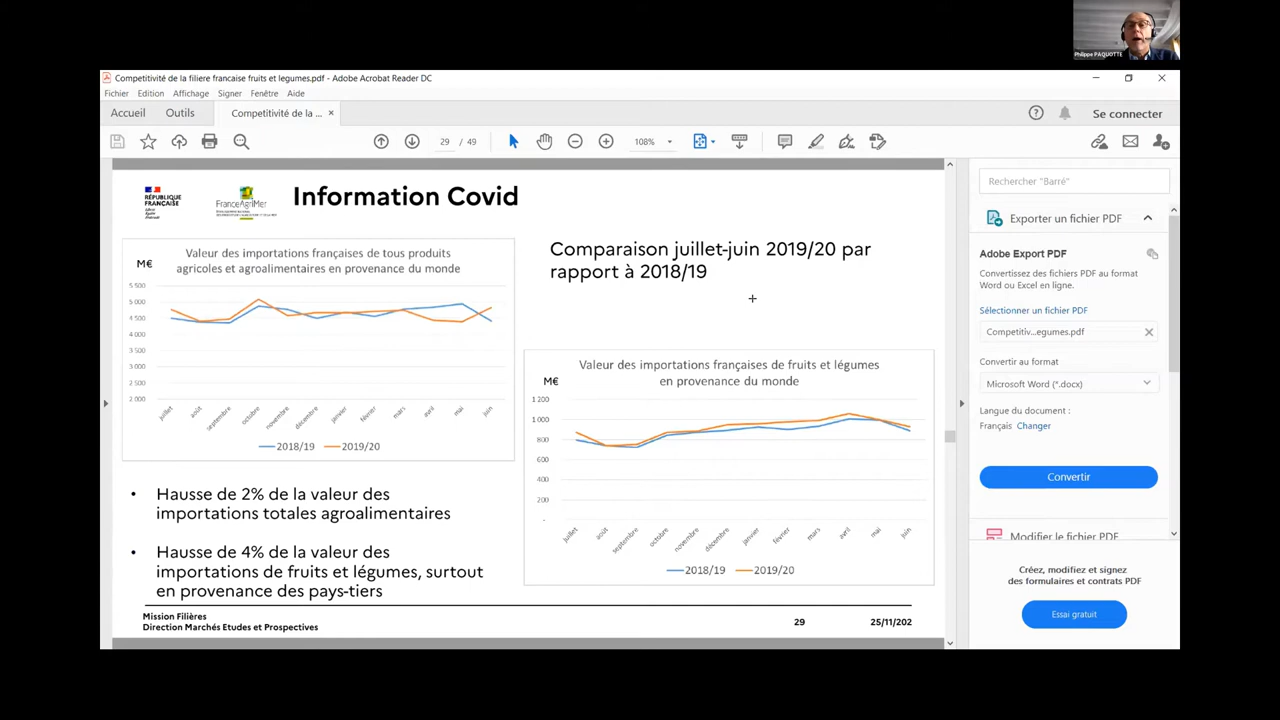 Philippe PAQUOTTE
Competitivité de la filiere francaise fruits et legumes.pdf - Adobe Acrobat Reader DC
Fichier Edition Affichage Signer Fenêtre Aide
Accueil Outils Competitivité de la ... ×
Se connecter
29 / 49 108%
RÉPUBLIQUE
FRANÇAISE
FranceAgriMer
Information Covid
Valeur des importations françaises de tous produits
agricoles et agroalimentaires en provenance du monde
M€
5 500
5 000
4 500
4 000
3 500
3 000
2 500
2 000
juillet août septembre octobre novembre décembre janvier février mars avril mai juin
2018/19 2019/20
Comparaison juillet-juin 2019/20 par
rapport à 2018/19
Valeur des importations françaises de fruits et légumes
en provenance du monde
M€
1 200
1 000
800
600
400
200
-
juillet août septembre octobre novembre décembre janvier février mars avril mai juin
2018/19 2019/20
• Hausse de 2% de la valeur des
importations totales agroalimentaires
• Hausse de 4% de la valeur des
importations de fruits et légumes, surtout
en provenance des pays-tiers
Mission Filières
Direction Marchés Etudes et Prospectives
29 25/11/202
Rechercher "Barré"
Exporter un fichier PDF
Adobe Export PDF
Convertissez des fichiers PDF au format
Word ou Excel en ligne.
Sélectionner un fichier PDF
Competitiv...egumes.pdf
Convertir au format
Microsoft Word (*.docx)
Langue du document :
Français Changer
Convertir
Modifier le fichier PDF
Créez, modifiez et signez
des formulaires et contrats PDF
Essai gratuit